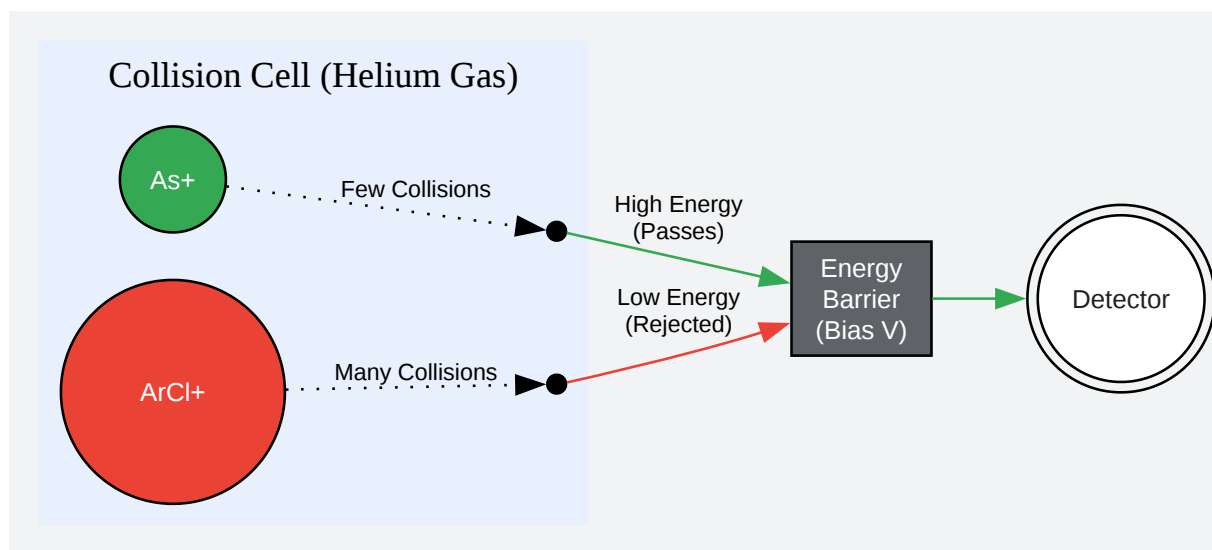 Collision Cell (Helium Gas)
As+
Few Collisions
High Energy
(Passes)
Energy
Barrier
(Bias V)
Detector
Low Energy
(Rejected)
ArCl+
Many Collisions